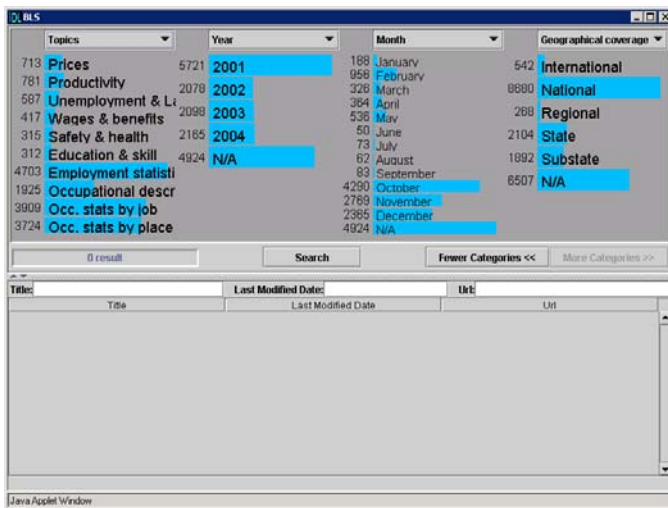 BLS
Topics
713 Prices
781 Productivity
587 Unemployment & La
417 Wages & benefits
315 Safety & health
312 Education & skill
4703 Employment statisti
1925 Occupational descr
3909 Occ. stats by job
3724 Occ. stats by place
Year
5721 2001
2078 2002
2098 2003
2165 2004
4924 N/A
Month
188 January
956 February
326 March
364 April
536 May
50 June
73 July
62 August
83 September
4290 October
2769 November
2365 December
4924 N/A
Geographical coverage
542 International
8680 National
268 Regional
2104 State
1892 Substate
6507 N/A
0 result
Search
Fewer Categories <<
More Categories >>
Title: Last Modified Date: Url:
Title Last Modified Date Url
Java Applet Window